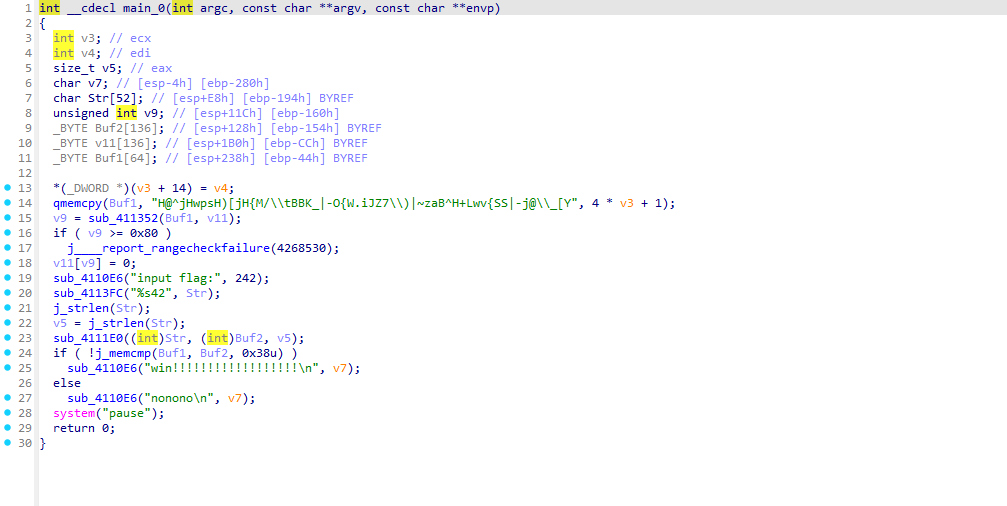 1 int __cdecl main_0(int argc, const char **argv, const char **envp)
2 {
3 int v3; // ecx
4 int v4; // edi
5 size_t v5; // eax
6 char v7; // [esp-4h] [ebp-280h]
7 char Str[52]; // [esp+E8h] [ebp-194h] BYREF
8 unsigned int v9; // [esp+11Ch] [ebp-160h]
9 _BYTE Buf2[136]; // [esp+128h] [ebp-154h] BYREF
10 _BYTE v11[136]; // [esp+1B0h] [ebp-CCh] BYREF
11 _BYTE Buf1[64]; // [esp+238h] [ebp-44h] BYREF
12
13 *(_DWORD *)(v3 + 14) = v4;
14 qmemcpy(Buf1, "H@^jHwpsH)[jH{M/\\tBBK_|-O{W.iJZ7\\)|~zaB^H+Lwv{SS|-j@\\_[Y", 4 * v3 + 1);
15 v9 = sub_411352(Buf1, v11);
16 if ( v9 >= 0x80 )
17 j____report_rangecheckfailure(4268530);
18 v11[v9] = 0;
19 sub_4110E6("input flag:", 242);
20 sub_4113FC("%s42", Str);
21 j_strlen(Str);
22 v5 = j_strlen(Str);
23 sub_4111E0((int)Str, (int)Buf2, v5);
24 if ( !j_memcmp(Buf1, Buf2, 0x38u) )
25 sub_4110E6("win!!!!!!!!!!!!!!!!!!\n", v7);
26 else
27 sub_4110E6("nonono\n", v7);
28 system("pause");
29 return 0;
30 }